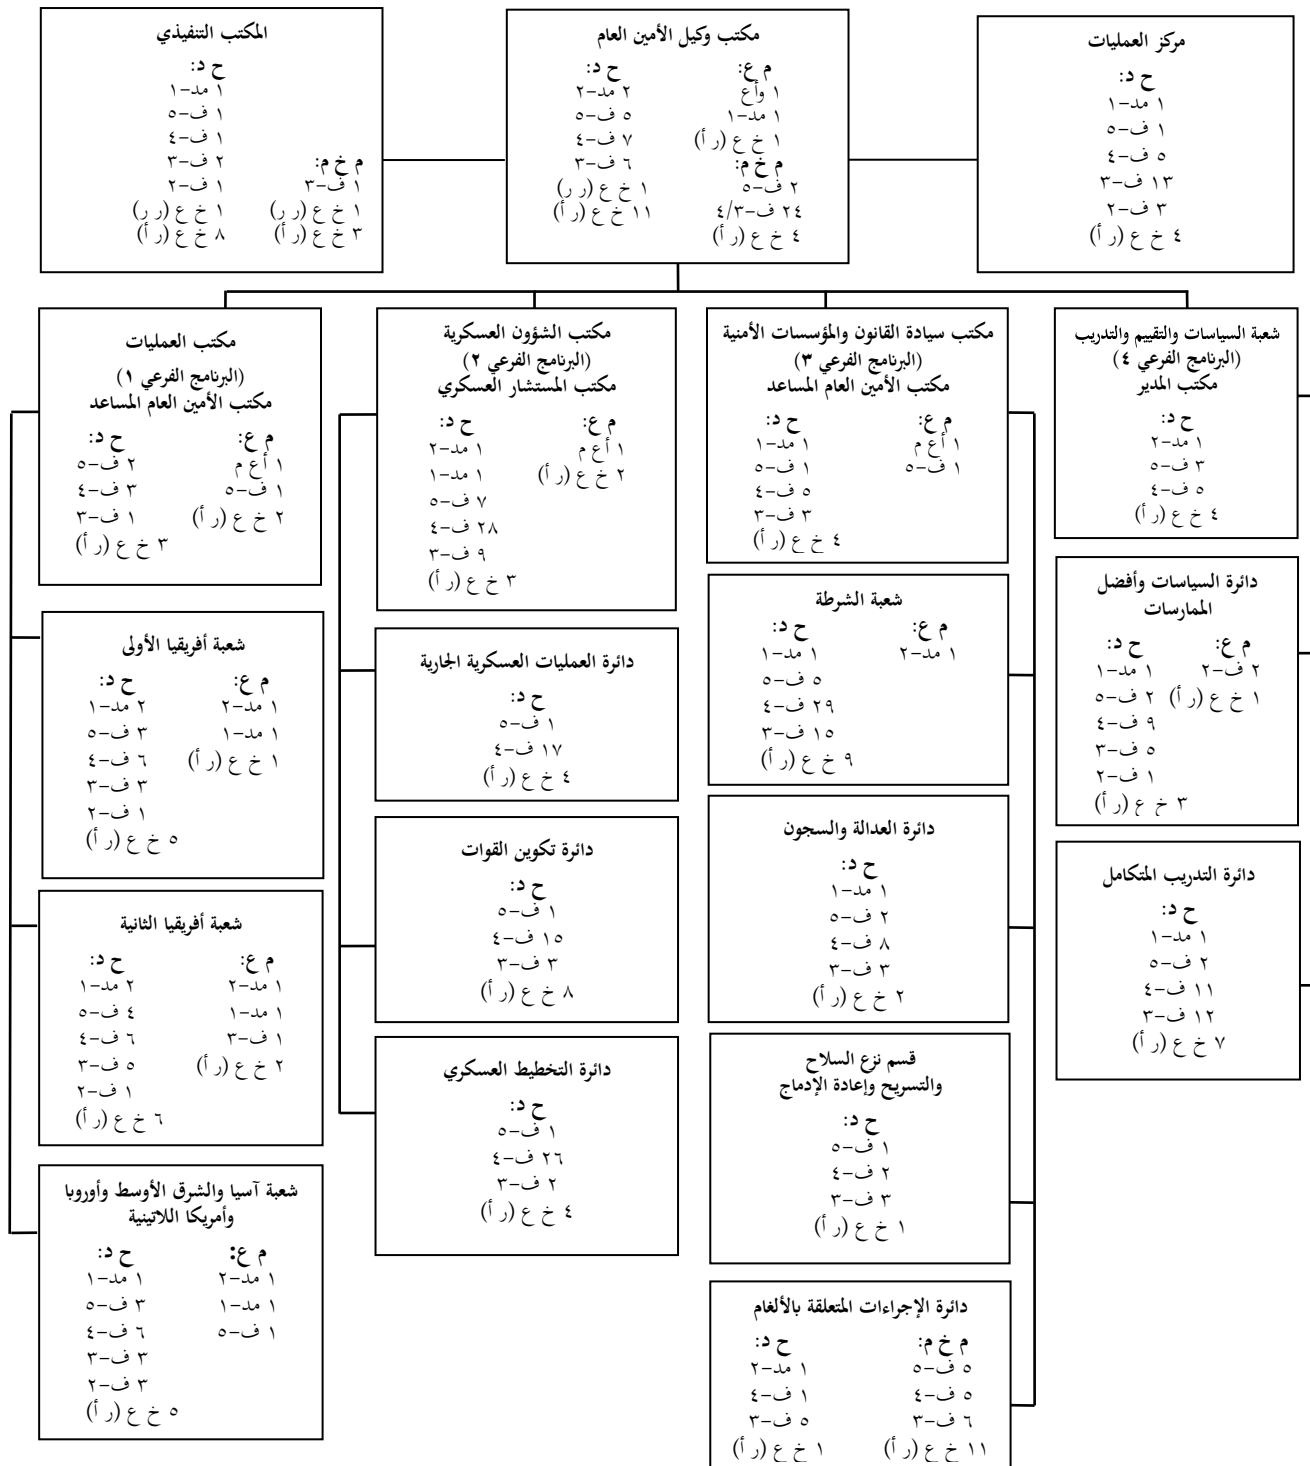 مركز العمليات
ح د:
١ مد-١
١ ف-٥
٥ ف-٤
١٣ ف-٣
٣ ف-٢
٤ خ ع (ر أ)
مكتب وكيل الأمين العام
م ع:
١ وأع
١ مد-١
١ خ ع (ر أ)
م خ م:
٢ ف-٥
٢٤ ف-٤/٣
٤ خ ع (ر أ)
ح د:
٢ مد-٢
٥ ف-٥
٧ ف-٤
٦ ف-٣
١ خ ع (ر ر)
١١ خ ع (ر أ)
المكتب التنفيذي
م خ م:
١ ف-٣
١ خ ع (ر ر)
٣ خ ع (ر أ)
ح د:
١ مد-١
١ ف-٥
١ ف-٤
٢ ف-٣
١ ف-٢
١ خ ع (ر ر)
٨ خ ع (ر أ)
شعبة السياسات والتقييم والتدريب
(البرنامج الفرعي ٤)
مكتب المدير
ح د:
١ مد-٢
٣ ف-٥
٥ ف-٤
٤ خ ع (ر أ)
دائرة السياسات وأفضل
الممارسات
م ع:
٢ ف-٢
١ خ ع (ر أ)
ح د:
١ مد-١
٢ ف-٥
٩ ف-٤
٥ ف-٣
١ ف-٢
٣ خ ع (ر أ)
دائرة التدريب المتكامل
ح د:
١ مد-١
٢ ف-٥
١١ ف-٤
١٢ ف-٣
٧ خ ع (ر أ)
مكتب سيادة القانون والمؤسسات الأمنية
(البرنامج الفرعي ٣)
مكتب الأمين العام المساعد
م ع:
١ أع م
١ ف-٥
ح د:
١ مد-١
١ ف-٥
٥ ف-٤
٣ ف-٣
٤ خ ع (ر أ)
شعبة الشرطة
م ع:
١ مد-٢
ح د:
١ مد-١
٥ ف-٥
٢٩ ف-٤
١٥ ف-٣
٩ خ ع (ر أ)
دائرة العدالة والسجون
ح د:
١ مد-١
٢ ف-٥
٨ ف-٤
٣ ف-٣
٢ خ ع (ر أ)
قسم نزع السلاح
والتسريح وإعادة الإدماج
ح د:
١ ف-٥
٢ ف-٤
٣ ف-٣
١ خ ع (ر أ)
دائرة الإجراءات المتعلقة بالألغام
م خ م:
٥ ف-٥
٥ ف-٤
٦ ف-٣
١١ خ ع (ر أ)
ح د:
١ مد-٢
١ ف-٤
٥ ف-٣
١ خ ع (ر أ)
مكتب الشؤون العسكرية
(البرنامج الفرعي ٢)
مكتب المستشار العسكري
م ع:
١ أع م
٢ خ ع (ر أ)
ح د:
١ مد-٢
١ مد-١
٧ ف-٥
٢٨ ف-٤
٩ ف-٣
٣ خ ع (ر أ)
دائرة العمليات العسكرية الجارية
ح د:
١ ف-٥
١٧ ف-٤
٤ خ ع (ر أ)
دائرة تكوين القوات
ح د:
١ ف-٥
١٥ ف-٤
٣ ف-٣
٨ خ ع (ر أ)
دائرة التخطيط العسكري
ح د:
١ ف-٥
٢٦ ف-٤
٢ ف-٣
٤ خ ع (ر أ)
مكتب العمليات
(البرنامج الفرعي ١)
مكتب الأمين العام المساعد
م ع:
١ أع م
١ ف-٥
٢ خ ع (ر أ)
ح د:
٢ ف-٥
٣ ف-٤
١ ف-٣
٣ خ ع (ر أ)
شعبة أفريقيا الأولى
م ع:
١ مد-٢
١ مد-١
١ خ ع (ر أ)
ح د:
٢ مد-١
٣ ف-٥
٦ ف-٤
٣ ف-٣
١ ف-٢
٥ خ ع (ر أ)
شعبة أفريقيا الثانية
م ع:
١ مد-٢
١ مد-١
١ ف-٣
٢ خ ع (ر أ)
ح د:
٢ مد-١
٤ ف-٥
٦ ف-٤
٥ ف-٣
١ ف-٢
٦ خ ع (ر أ)
شعبة آسيا والشرق الأوسط وأوروبا
وأمريكا اللاتينية
م ع:
١ مد-٢
١ مد-١
١ ف-٥
ح د:
١ مد-١
٣ ف-٥
٦ ف-٤
٣ ف-٣
٣ ف-٢
٥ خ ع (ر أ)